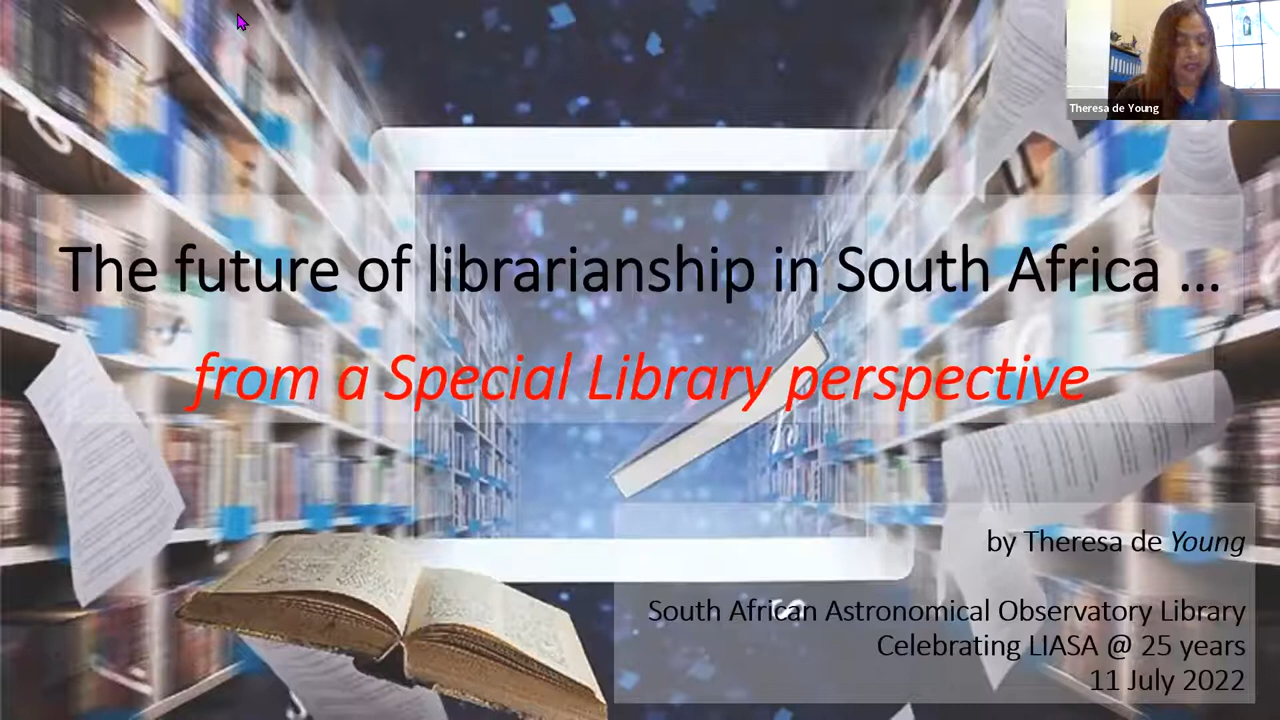 Theresa de Young
The future of librarianship in South Africa ...
from a Special Library perspective
by Theresa de Young
South African Astronomical Observatory Library
Celebrating LIASA @ 25 years
11 July 2022